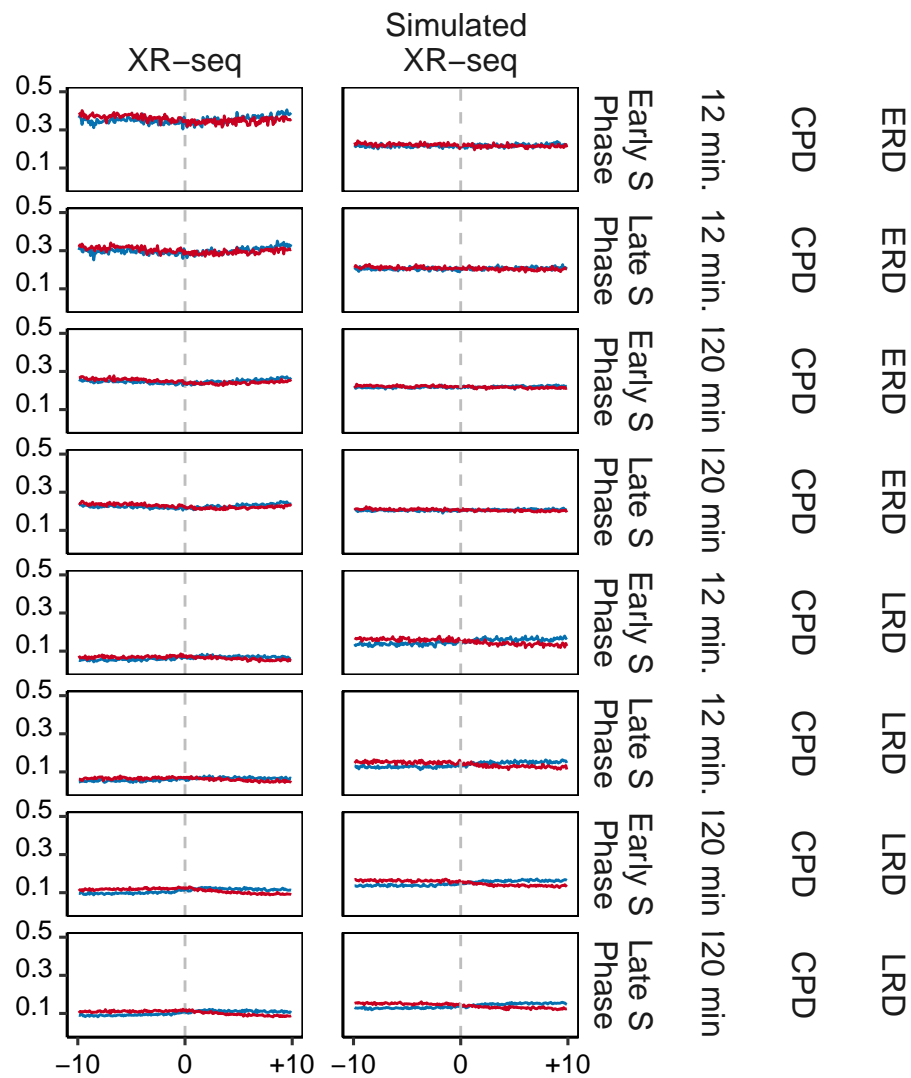 Simulated
XR−seq
XR−seq
0.5
0.3
0.1
Early S
Phase
12 min.
CPD
ERD
0.5
0.3
0.1
Late S
Phase
12 min.
CPD
ERD
0.5
0.3
0.1
Early S
Phase
120 min
CPD
ERD
0.5
0.3
0.1
Late S
Phase
120 min
CPD
ERD
0.5
0.3
0.1
Early S
Phase
12 min.
CPD
LRD
0.5
0.3
0.1
Late S
Phase
12 min.
CPD
LRD
0.5
0.3
0.1
Early S
Phase
120 min
CPD
LRD
0.5
0.3
0.1
Late S
Phase
120 min
CPD
LRD
−10 0 +10
−10 0 +10